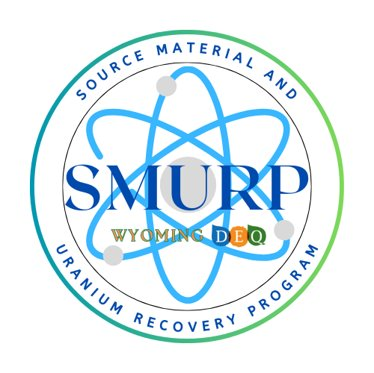 SOURCE MATERIAL AND
SMURP
WYOMING DEQ
URANIUM RECOVERY PROGRAM